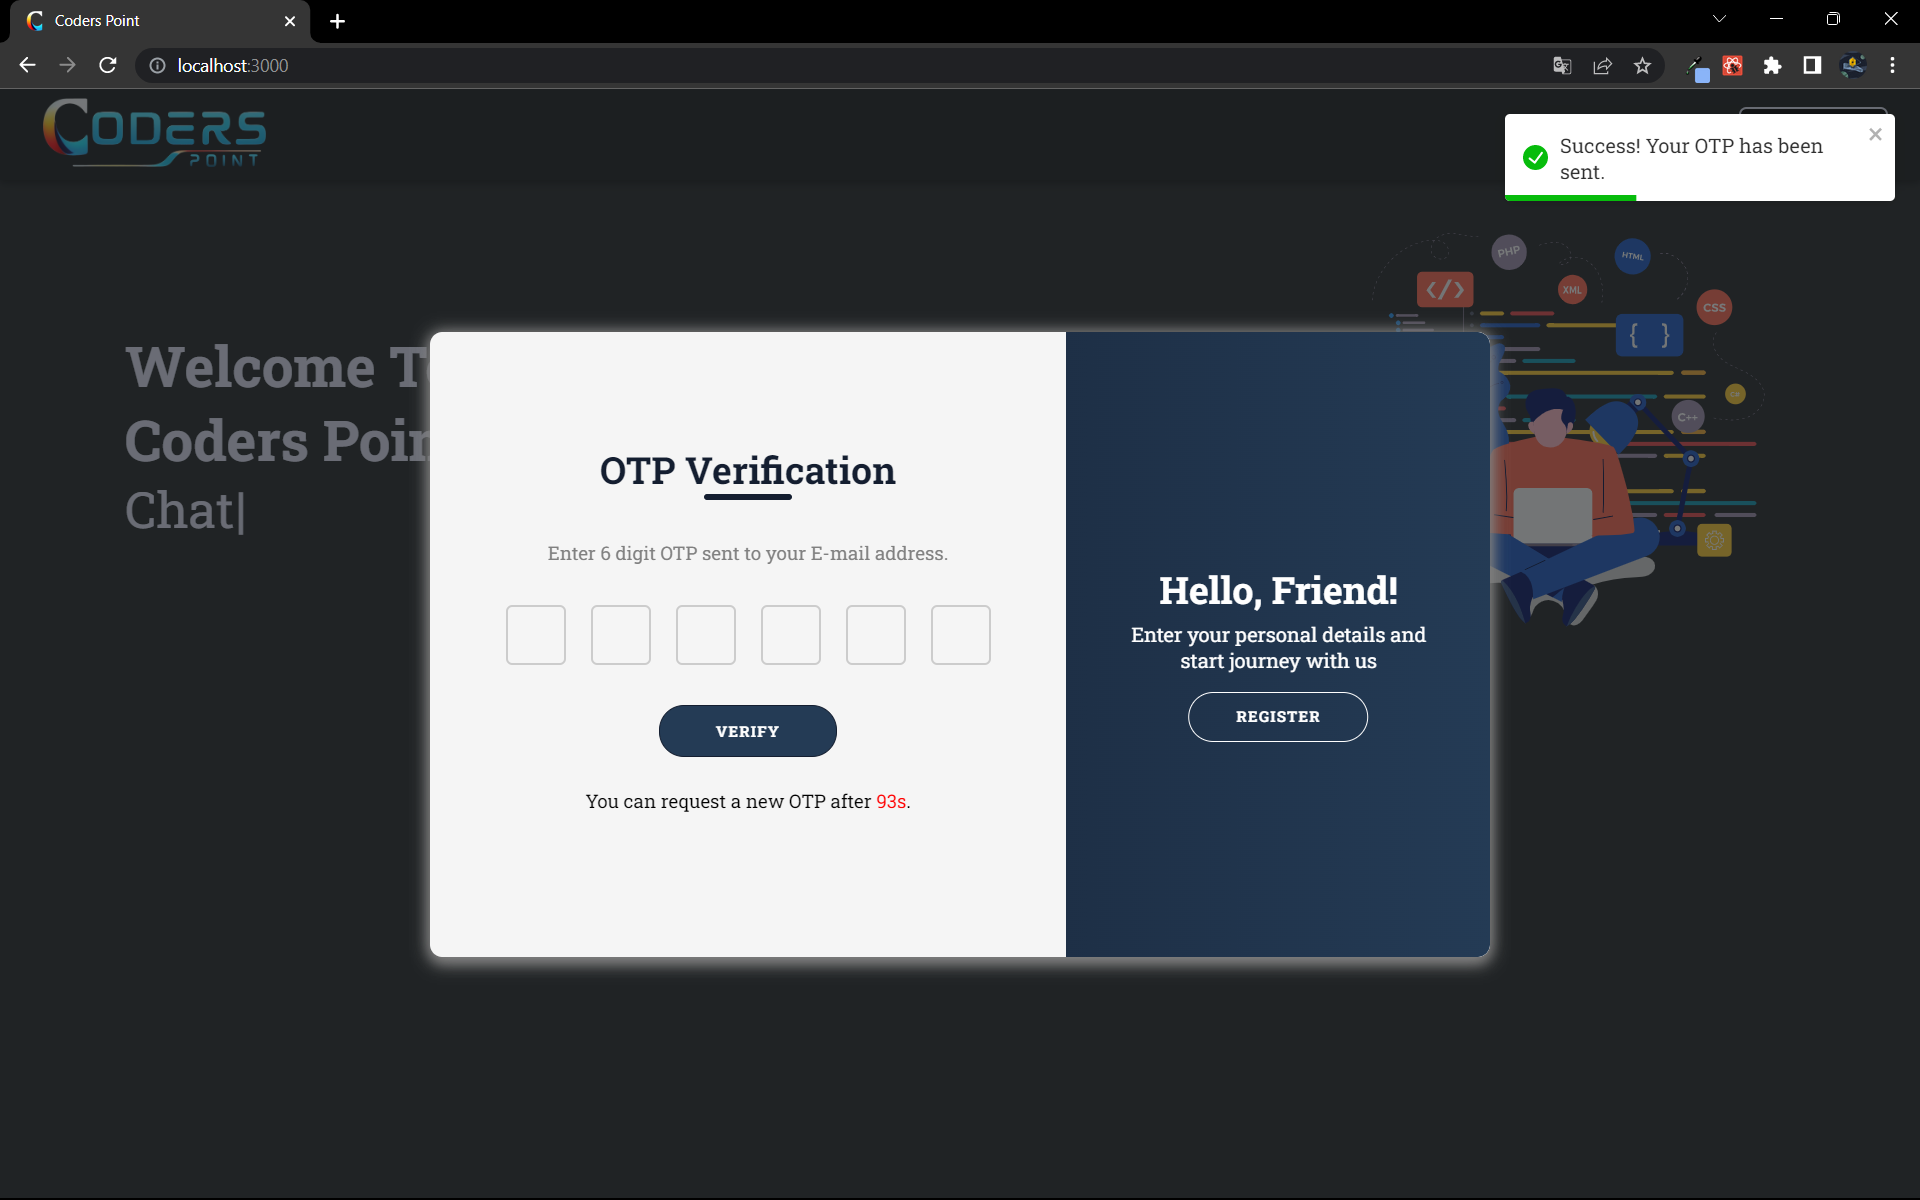 Coders Point
localhost:3000
CODERS
POINT
Success! Your OTP has been
sent.
PHP
HTML
XML
</>
CSS
{ }
C++
Welcome T
Coders Poin
Chat|
OTP Verification
Enter 6 digit OTP sent to your E-mail address.
VERIFY
You can request a new OTP after 93s.
Hello, Friend!
Enter your personal details and
start journey with us
REGISTER